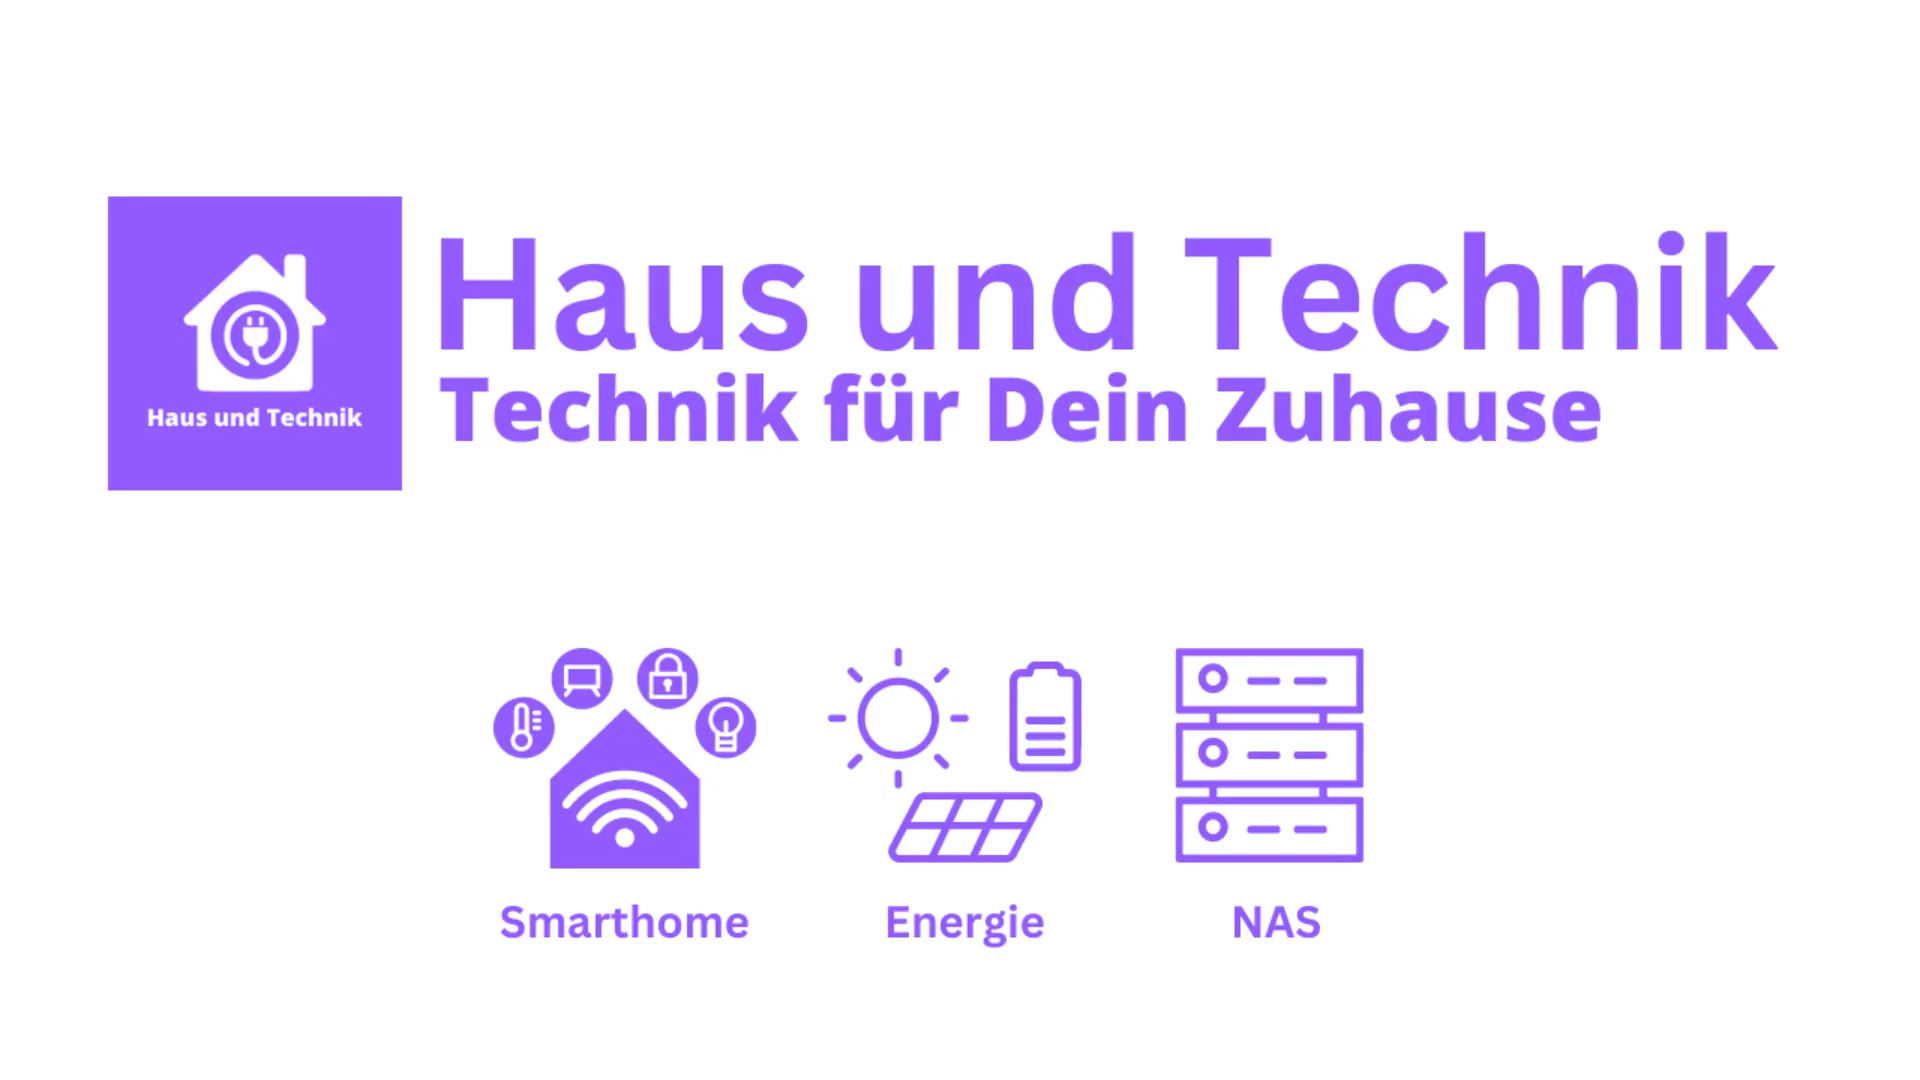 Haus und Technik
Haus und Technik
Technik für Dein Zuhause
Smarthome
Energie
NAS